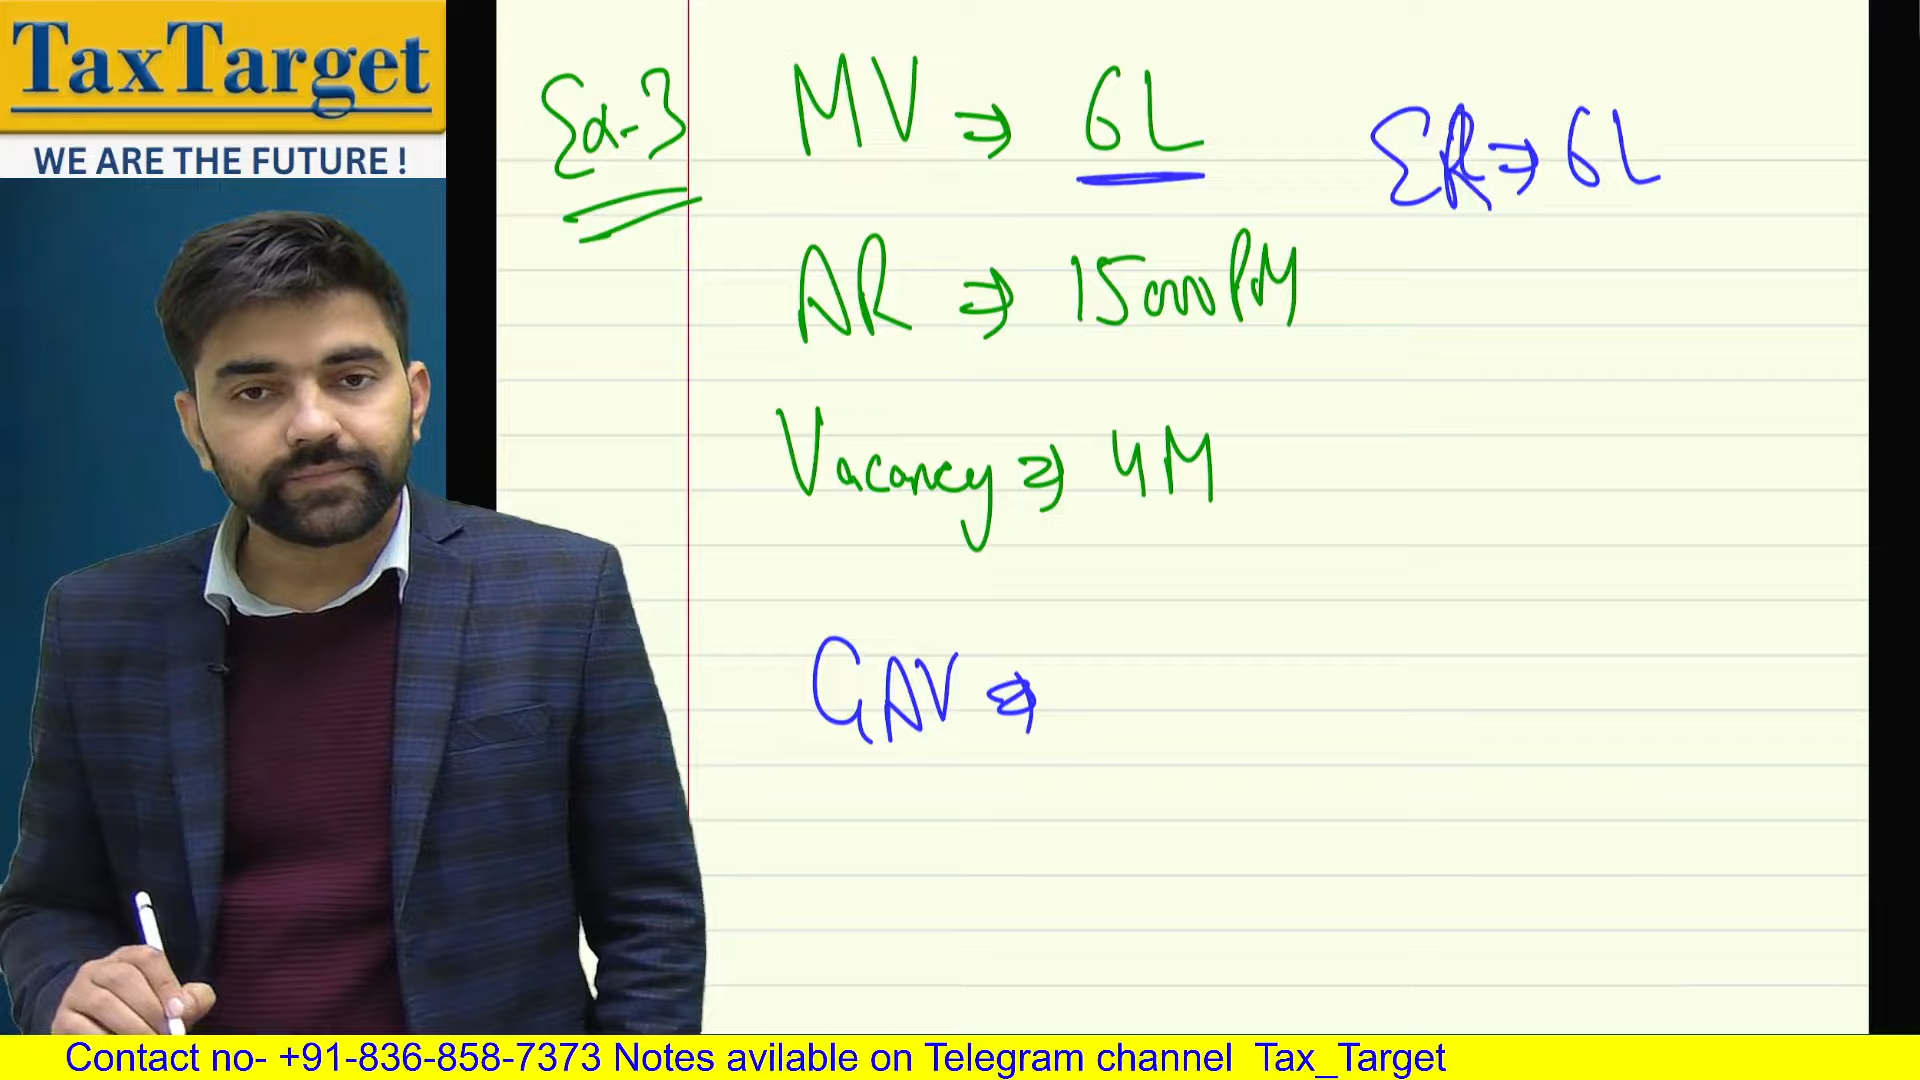 TaxTarget
WE ARE THE FUTURE !
Ex-3
MV ⇒ 6L
ER ⇒ 6L
AR ⇒ 15000 PM
Vacancy ⇒ 4M
GAV ⇒
Contact no- +91-836-858-7373 Notes avilable on Telegram channel Tax_Target